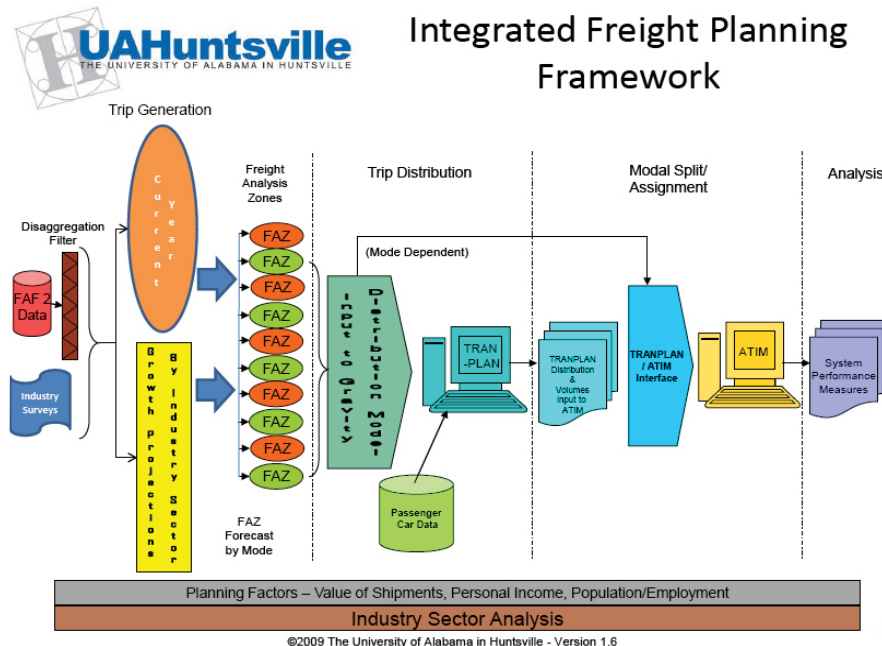 UAHuntsville
THE UNIVERSITY OF ALABAMA IN HUNTSVILLE
Integrated Freight Planning
Framework
Trip Generation
Disaggregation
Filter
FAF 2
Data
Industry
Surveys
Current
Year
Growth Projections
By Industry Sector
Freight
Analysis
Zones
FAZ
FAZ
FAZ
FAZ
FAZ
FAZ
FAZ
FAZ
FAZ
FAZ
FAZ
Forecast
by Mode
Trip Distribution
(Mode Dependent)
Input to Gravity
Distribution Model
TRAN
-PLAN
Passenger
Car Data
Modal Split/
Assignment
TRANPLAN
Distribution
&
Volumes
Input to
ATIM
TRANPLAN
/ ATIM
Interface
ATIM
Analysis
System
Performance
Measures
Planning Factors – Value of Shipments, Personal Income, Population/Employment
Industry Sector Analysis
©2009 The University of Alabama in Huntsville - Version 1.6